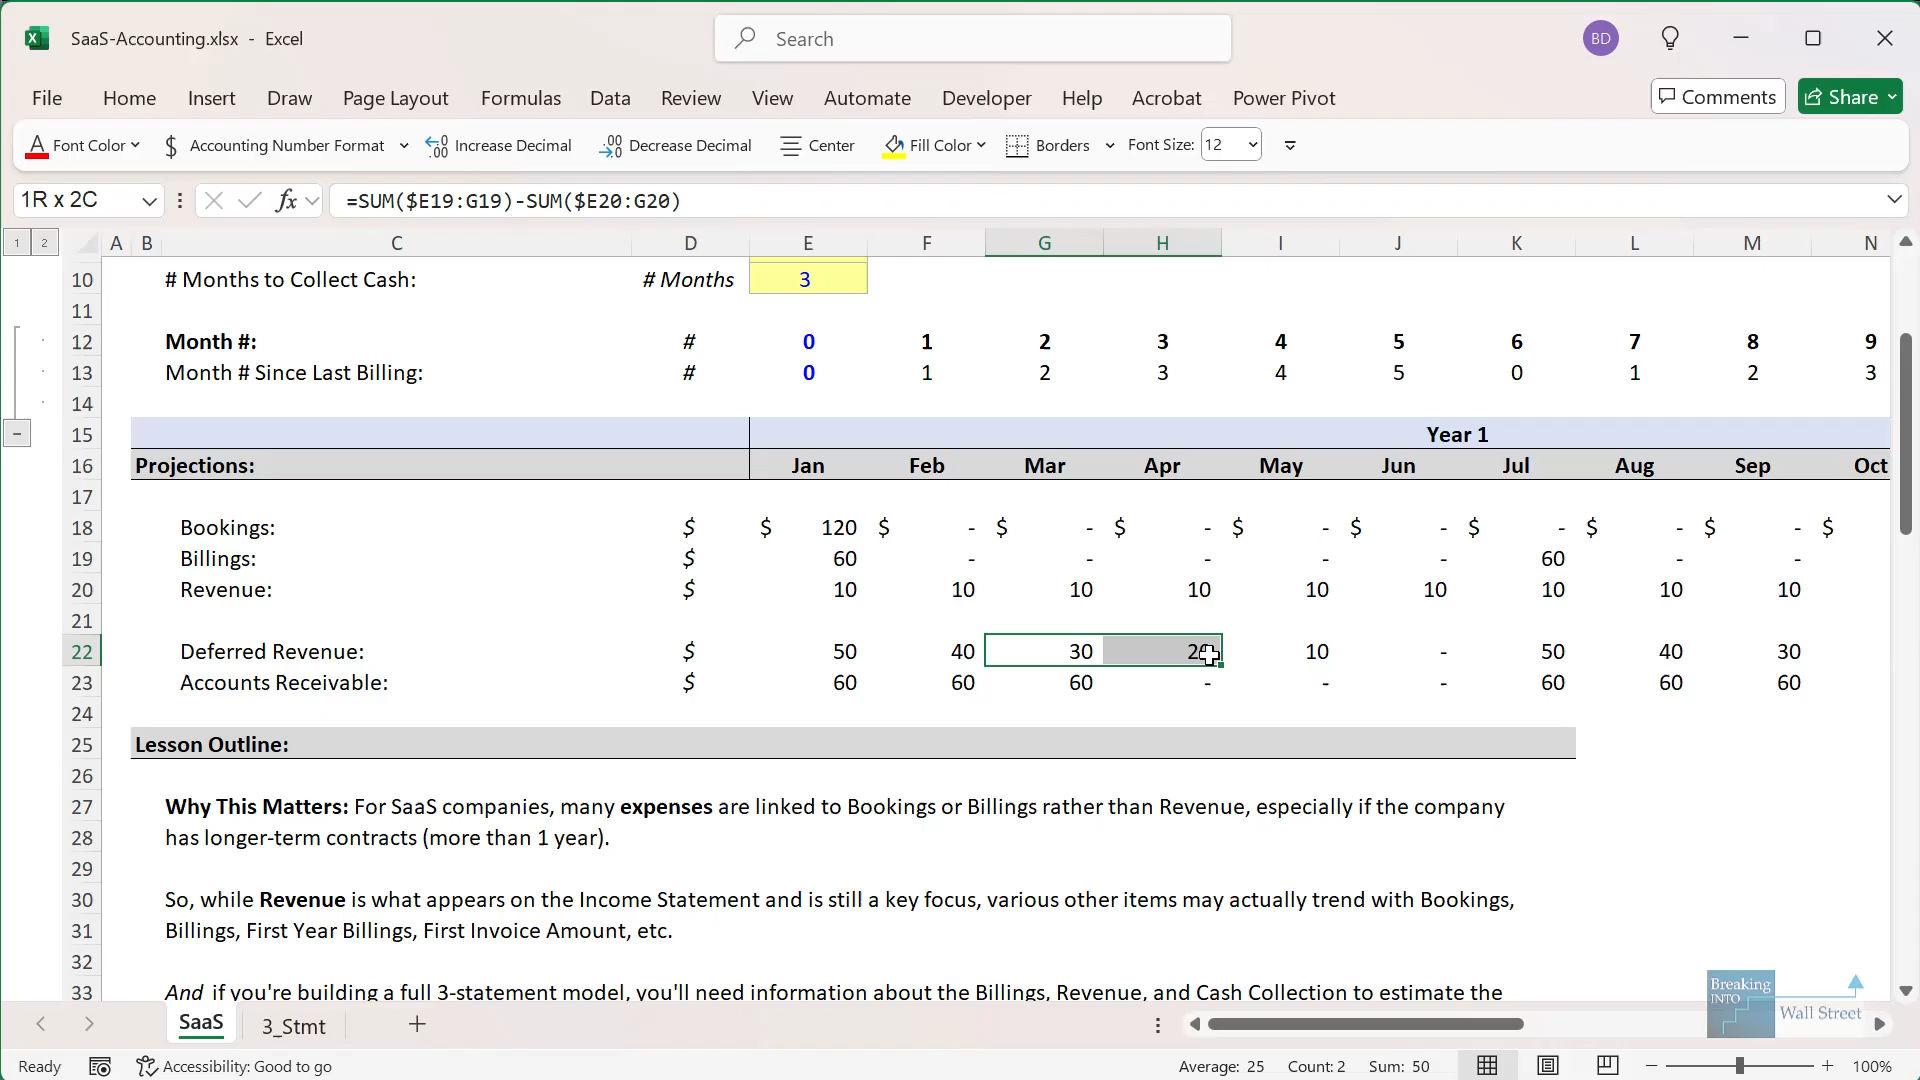 SaaS-Accounting.xlsx - Excel
Search
BD
File Home Insert Draw Page Layout Formulas Data Review View Automate Developer Help Acrobat Power Pivot
Comments Share
Font Color $ Accounting Number Format Increase Decimal Decrease Decimal Center Fill Color Borders Font Size: 12
1R x 2C fx =SUM($E19:G19)-SUM($E20:G20)
1 2 A B C D E F G H I J K L M N
10 # Months to Collect Cash: # Months 3
11
12 Month #: # 0 1 2 3 4 5 6 7 8 9
13 Month # Since Last Billing: # 0 1 2 3 4 5 0 1 2 3
14
15 Year 1
16 Projections: Jan Feb Mar Apr May Jun Jul Aug Sep Oct
17
18 Bookings: $ $ 120 $ - $ - $ - $ - $ - $ - $ - $ - $
19 Billings: $ 60 - - - - - 60 - -
20 Revenue: $ 10 10 10 10 10 10 10 10 10
21
22 Deferred Revenue: $ 50 40 30 10 - 50 40 30
23 Accounts Receivable: $ 60 60 60 - - - 60 60 60
24
25 Lesson Outline:
26
27 Why This Matters: For SaaS companies, many expenses are linked to Bookings or Billings rather than Revenue, especially if the company
28 has longer-term contracts (more than 1 year).
29
30 So, while Revenue is what appears on the Income Statement and is still a key focus, various other items may actually trend with Bookings,
31 Billings, First Year Billings, First Invoice Amount, etc.
32
33 And if you're building a full 3-statement model, you'll need information about the Billings, Revenue, and Cash Collection to estimate the
Breaking
INTO
Wall Street
SaaS 3_Stmt
Ready Accessibility: Good to go Average: 25 Count: 2 Sum: 50 100%